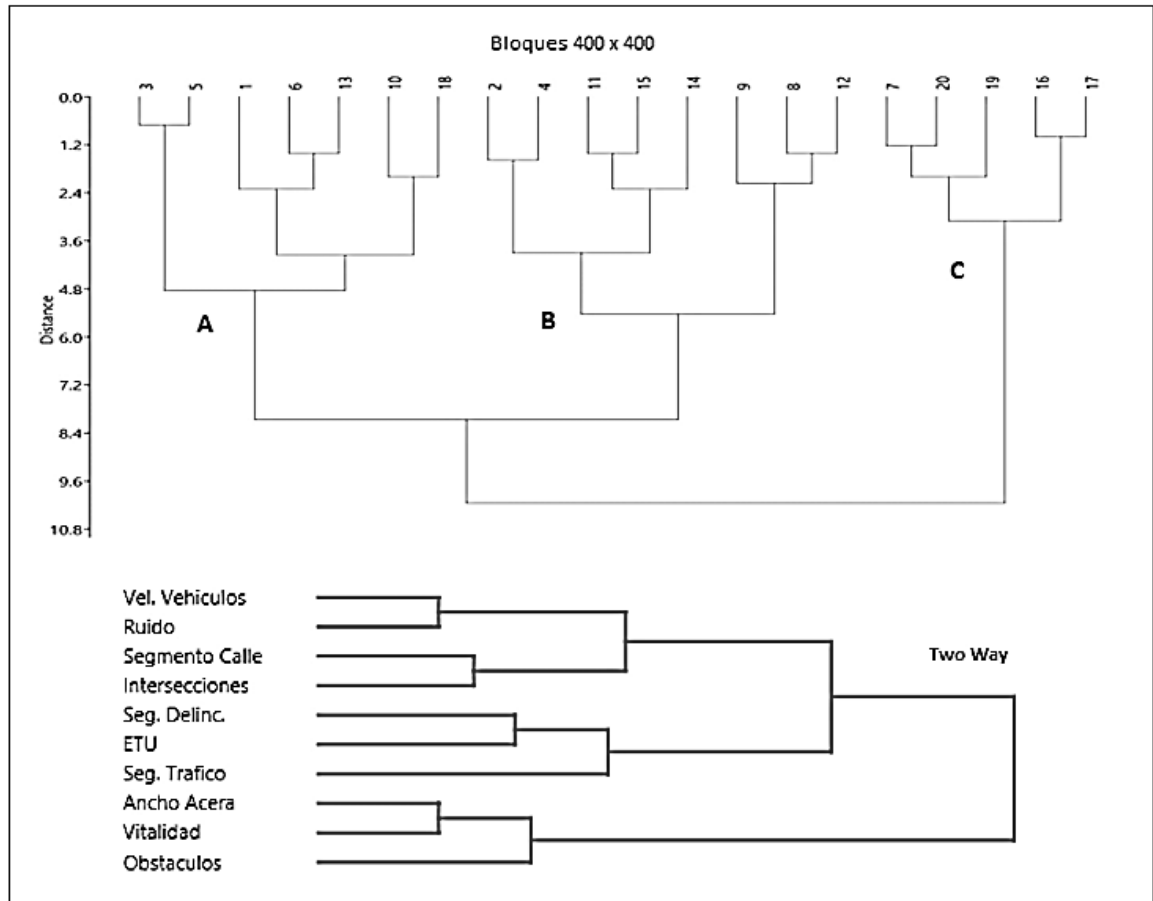 Bloques 400 x 400
3 5 1 6 13 10 18 2 4 11 15 14 9 8 12 7 20 19 16 17
0.0
1.2
2.4
3.6
4.8
6.0
7.2
8.4
9.6
10.8
Distance
A
B
C
Vel. Vehiculos
Ruido
Segmento Calle
Intersecciones
Seg. Delinc.
ETU
Seg. Trafico
Ancho Acera
Vitalidad
Obstaculos
Two Way